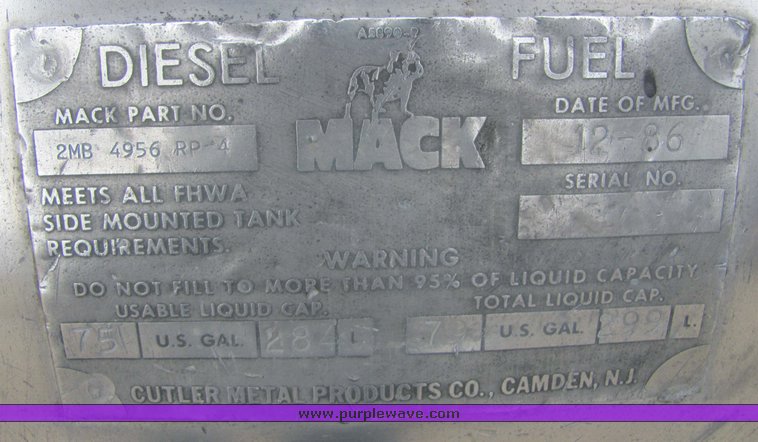 DIESEL FUEL
MACK PART NO.
DATE OF MFG.
2MB 4956 RP-4
MACK
12-86
MEETS ALL FHWA
SERIAL NO.
SIDE MOUNTED TANK
REQUIREMENTS.
WARNING
DO NOT FILL TO MORE THAN 95% OF LIQUID CAPACITY
USABLE LIQUID CAP.
TOTAL LIQUID CAP.
75 U.S. GAL. 284 L. U.S. GAL. 299 L.
CUTLER METAL PRODUCTS CO., CAMDEN, N.J.
www.purplewave.com